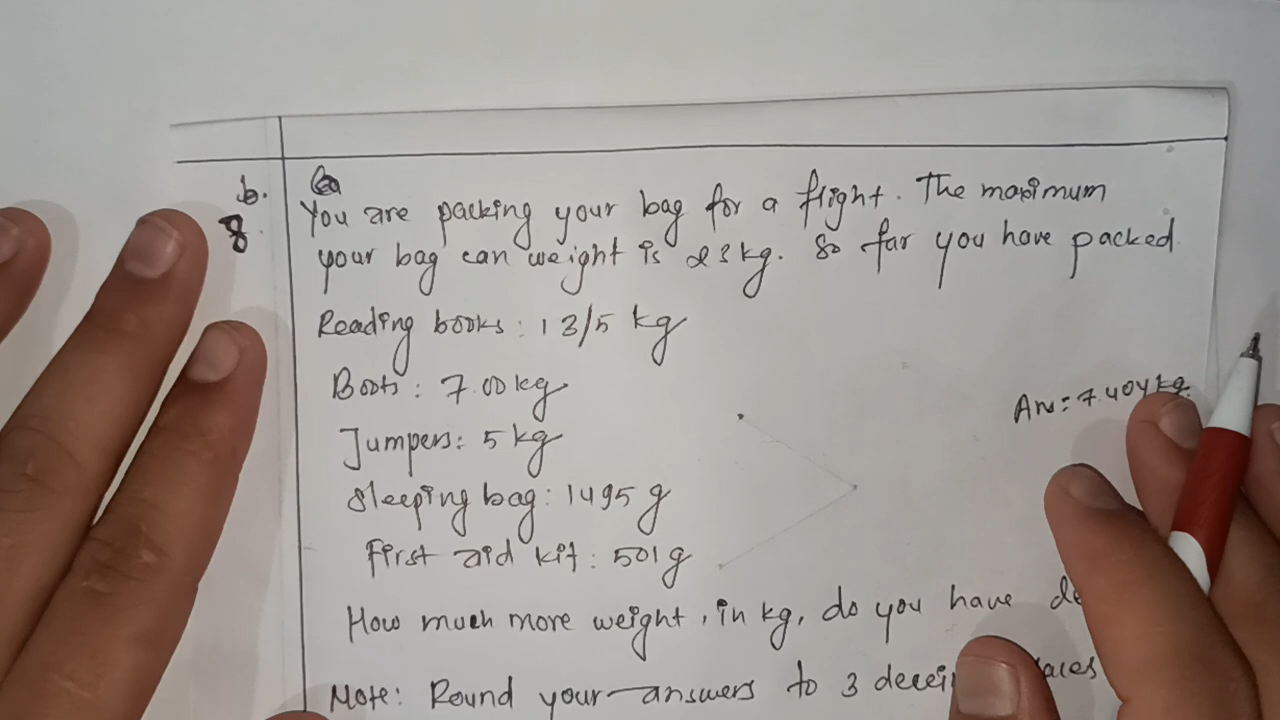 b.
8.
You are packing your bag for a flight. The maximum
your bag can weight is 23 kg. So far you have packed
Reading books: 13/5 kg
Boots: 7.00 kg
Jumpers: 5 kg
Ans: 7.404 kg.
Sleeping bag: 1495 g
First aid kit: 501 g
How much more weight, in kg, do you have
Note: Round your answers to 3